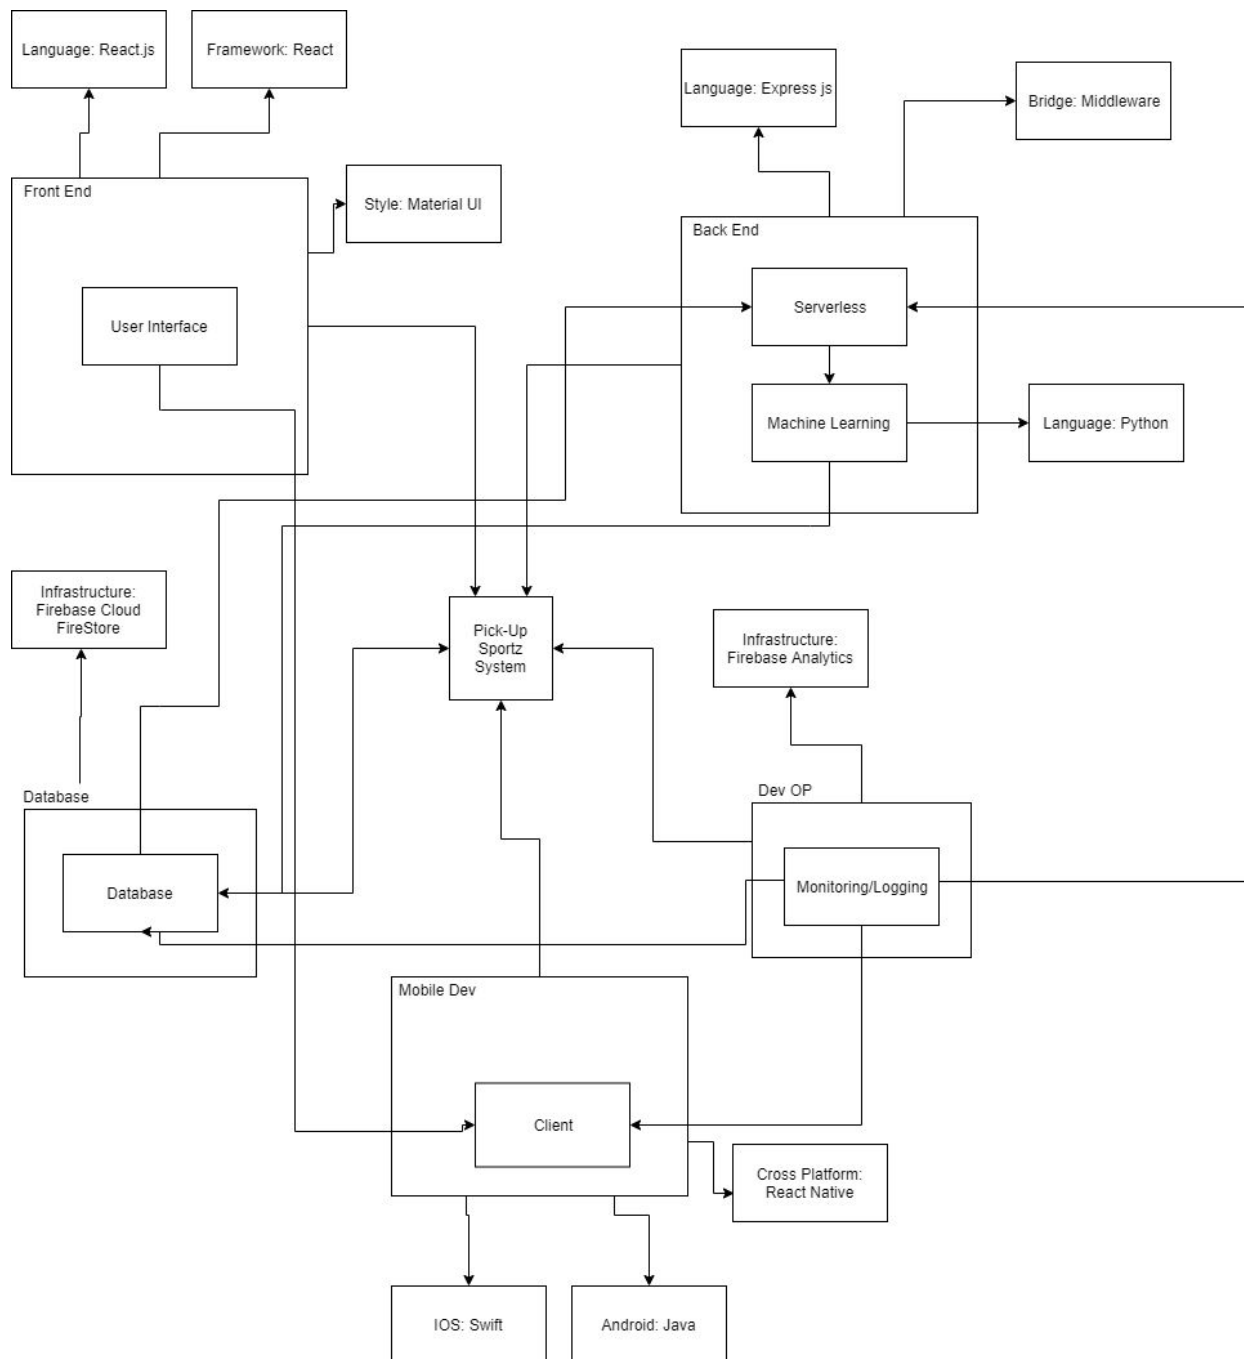 Language: React.js
Framework: React
Language: Express js
Bridge: Middleware
Front End
Style: Material UI
Back End
User Interface
Serverless
Machine Learning
Language: Python
Infrastructure:
Firebase Cloud
FireStore
Pick-Up
Sportz
System
Infrastructure:
Firebase Analytics
Database
Dev OP
Database
Monitoring/Logging
Mobile Dev
Client
Cross Platform:
React Native
IOS: Swift
Android: Java